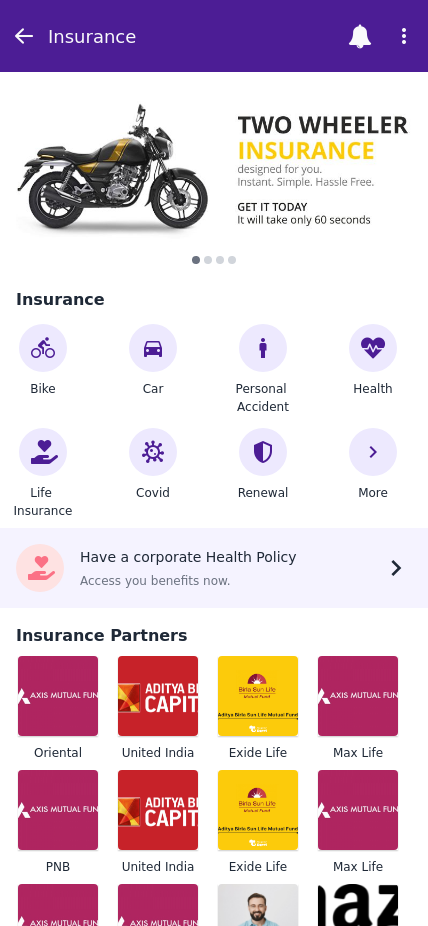 Insurance
TWO WHEELER
INSURANCE
designed for you.
Instant. Simple. Hassle Free.
GET IT TODAY
It will take only 60 seconds
Insurance
Bike
Car
Personal
Accident
Health
Life
Insurance
Covid
Renewal
More
Have a corporate Health Policy
Access you benefits now.
Insurance Partners
AXIS MUTUAL FUN
ADITYA BI
CAPIT
Birla Sun Life
Aditya Birla Sun Life Mutual Fund
AXIS MUTUAL FUN
Oriental
United India
Exide Life
Max Life
AXIS MUTUAL FUN
ADITYA BI
CAPIT
Birla Sun Life
Aditya Birla Sun Life Mutual Fund
AXIS MUTUAL FUN
PNB
United India
Exide Life
Max Life
AXIS MUTUAL FUN
AXIS MUTUAL FUN